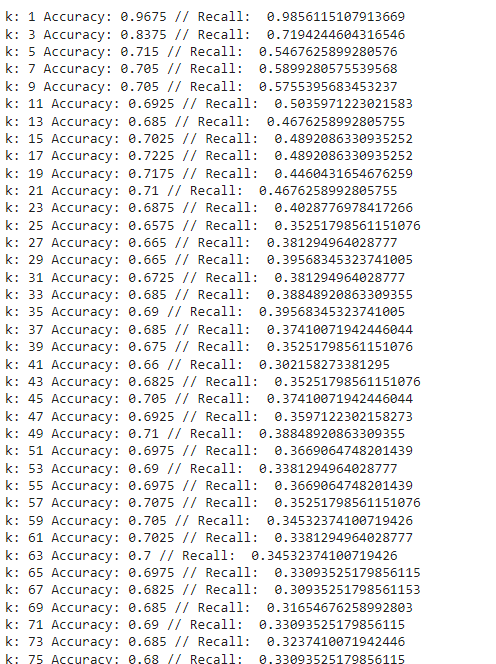 k: 1 Accuracy: 0.9675 // Recall:  0.9856115107913669
k: 3 Accuracy: 0.8375 // Recall:  0.7194244604316546
k: 5 Accuracy: 0.715 // Recall:  0.5467625899280576
k: 7 Accuracy: 0.705 // Recall:  0.5899280575539568
k: 9 Accuracy: 0.705 // Recall:  0.5755395683453237
k: 11 Accuracy: 0.6925 // Recall:  0.5035971223021583
k: 13 Accuracy: 0.685 // Recall:  0.4676258992805755
k: 15 Accuracy: 0.7025 // Recall:  0.4892086330935252
k: 17 Accuracy: 0.7225 // Recall:  0.4892086330935252
k: 19 Accuracy: 0.7175 // Recall:  0.4460431654676259
k: 21 Accuracy: 0.71 // Recall:  0.4676258992805755
k: 23 Accuracy: 0.6875 // Recall:  0.4028776978417266
k: 25 Accuracy: 0.6575 // Recall:  0.35251798561151076
k: 27 Accuracy: 0.665 // Recall:  0.381294964028777
k: 29 Accuracy: 0.665 // Recall:  0.39568345323741005
k: 31 Accuracy: 0.6725 // Recall:  0.381294964028777
k: 33 Accuracy: 0.685 // Recall:  0.38848920863309355
k: 35 Accuracy: 0.69 // Recall:  0.39568345323741005
k: 37 Accuracy: 0.685 // Recall:  0.37410071942446044
k: 39 Accuracy: 0.675 // Recall:  0.35251798561151076
k: 41 Accuracy: 0.66 // Recall:  0.302158273381295
k: 43 Accuracy: 0.6825 // Recall:  0.35251798561151076
k: 45 Accuracy: 0.705 // Recall:  0.37410071942446044
k: 47 Accuracy: 0.6925 // Recall:  0.3597122302158273
k: 49 Accuracy: 0.71 // Recall:  0.38848920863309355
k: 51 Accuracy: 0.6975 // Recall:  0.3669064748201439
k: 53 Accuracy: 0.69 // Recall:  0.3381294964028777
k: 55 Accuracy: 0.6975 // Recall:  0.3669064748201439
k: 57 Accuracy: 0.7075 // Recall:  0.35251798561151076
k: 59 Accuracy: 0.705 // Recall:  0.34532374100719426
k: 61 Accuracy: 0.7025 // Recall:  0.3381294964028777
k: 63 Accuracy: 0.7 // Recall:  0.34532374100719426
k: 65 Accuracy: 0.6975 // Recall:  0.33093525179856115
k: 67 Accuracy: 0.6825 // Recall:  0.30935251798561153
k: 69 Accuracy: 0.685 // Recall:  0.31654676258992803
k: 71 Accuracy: 0.69 // Recall:  0.33093525179856115
k: 73 Accuracy: 0.685 // Recall:  0.3237410071942446
k: 75 Accuracy: 0.68 // Recall:  0.33093525179856115